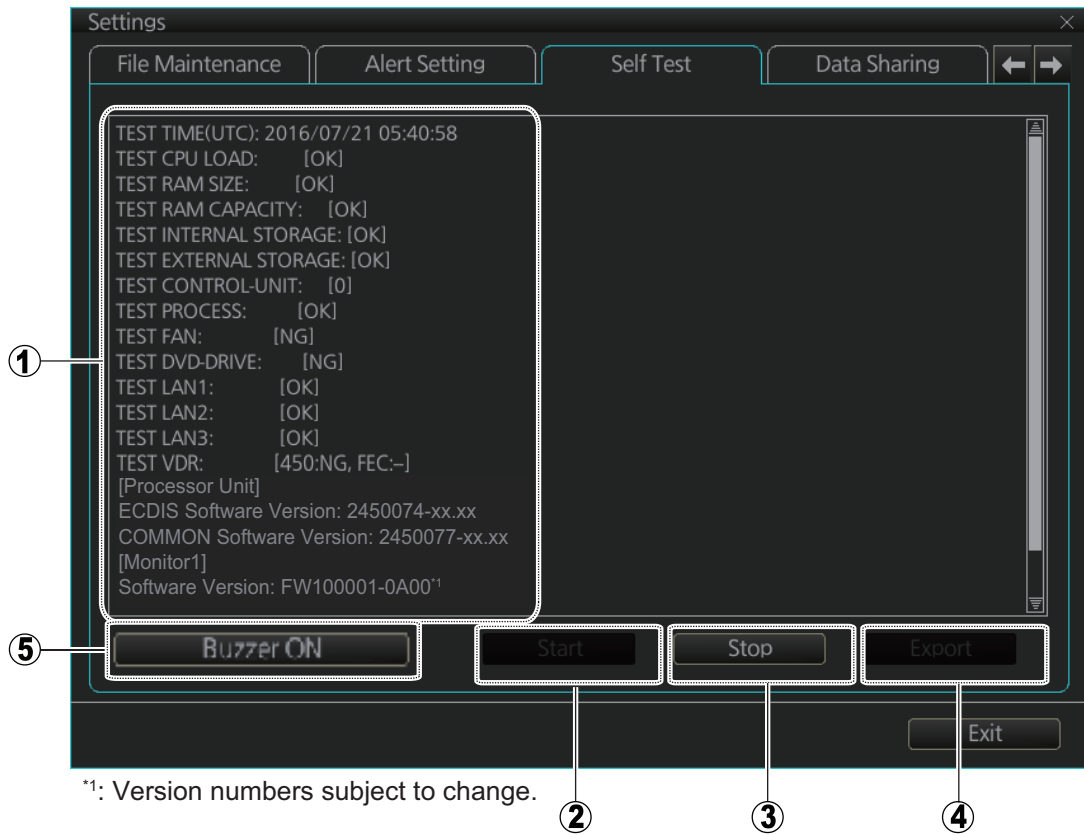 Settings
File Maintenance
Alert Setting
Self Test
Data Sharing
TEST TIME(UTC): 2016/07/21 05:40:58
TEST CPU LOAD: [OK]
TEST RAM SIZE: [OK]
TEST RAM CAPACITY: [OK]
TEST INTERNAL STORAGE: [OK]
TEST EXTERNAL STORAGE: [OK]
TEST CONTROL-UNIT: [0]
TEST PROCESS: [OK]
TEST FAN: [NG]
1
TEST DVD-DRIVE: [NG]
TEST LAN1: [OK]
TEST LAN2: [OK]
TEST LAN3: [OK]
TEST VDR: [450:NG, FEC:–]
[Processor Unit]
ECDIS Software Version: 2450074-xx.xx
COMMON Software Version: 2450077-xx.xx
[Monitor1]
Software Version: FW100001-0A00*1
5
Buzzer ON
Start
Stop
Export
Exit
*1: Version numbers subject to change.
2
3
4